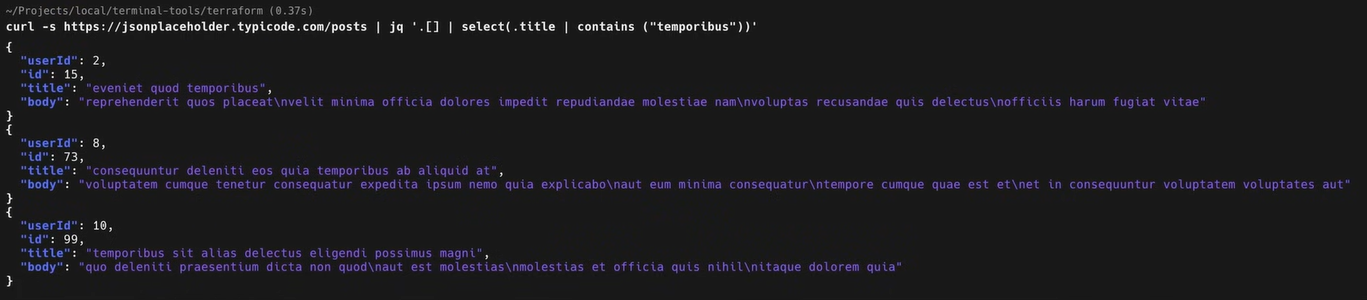 ~/Projects/local/terminal-tools/terraform (0.37s)
curl -s https://jsonplaceholder.typicode.com/posts | jq '.[] | select(.title | contains ("temporibus"))'
{
  "userId": 2,
  "id": 15,
  "title": "eveniet quod temporibus",
  "body": "reprehenderit quos placeat\nvelit minima officia dolores impedit repudiandae molestiae nam\nvoluptas recusandae quis delectus\nofficiis harum fugiat vitae"
}
{
  "userId": 8,
  "id": 73,
  "title": "consequuntur deleniti eos quia temporibus ab aliquid at",
  "body": "voluptatem cumque tenetur consequatur expedita ipsum nemo quia explicabo\naut eum minima consequatur\ntempore cumque quae est et\net in consequuntur voluptatem voluptates aut"
}
{
  "userId": 10,
  "id": 99,
  "title": "temporibus sit alias delectus eligendi possimus magni",
  "body": "quo deleniti praesentium dicta non quod\naut est molestias\nmolestias et officia quis nihil\nitaque dolorem quia"
}